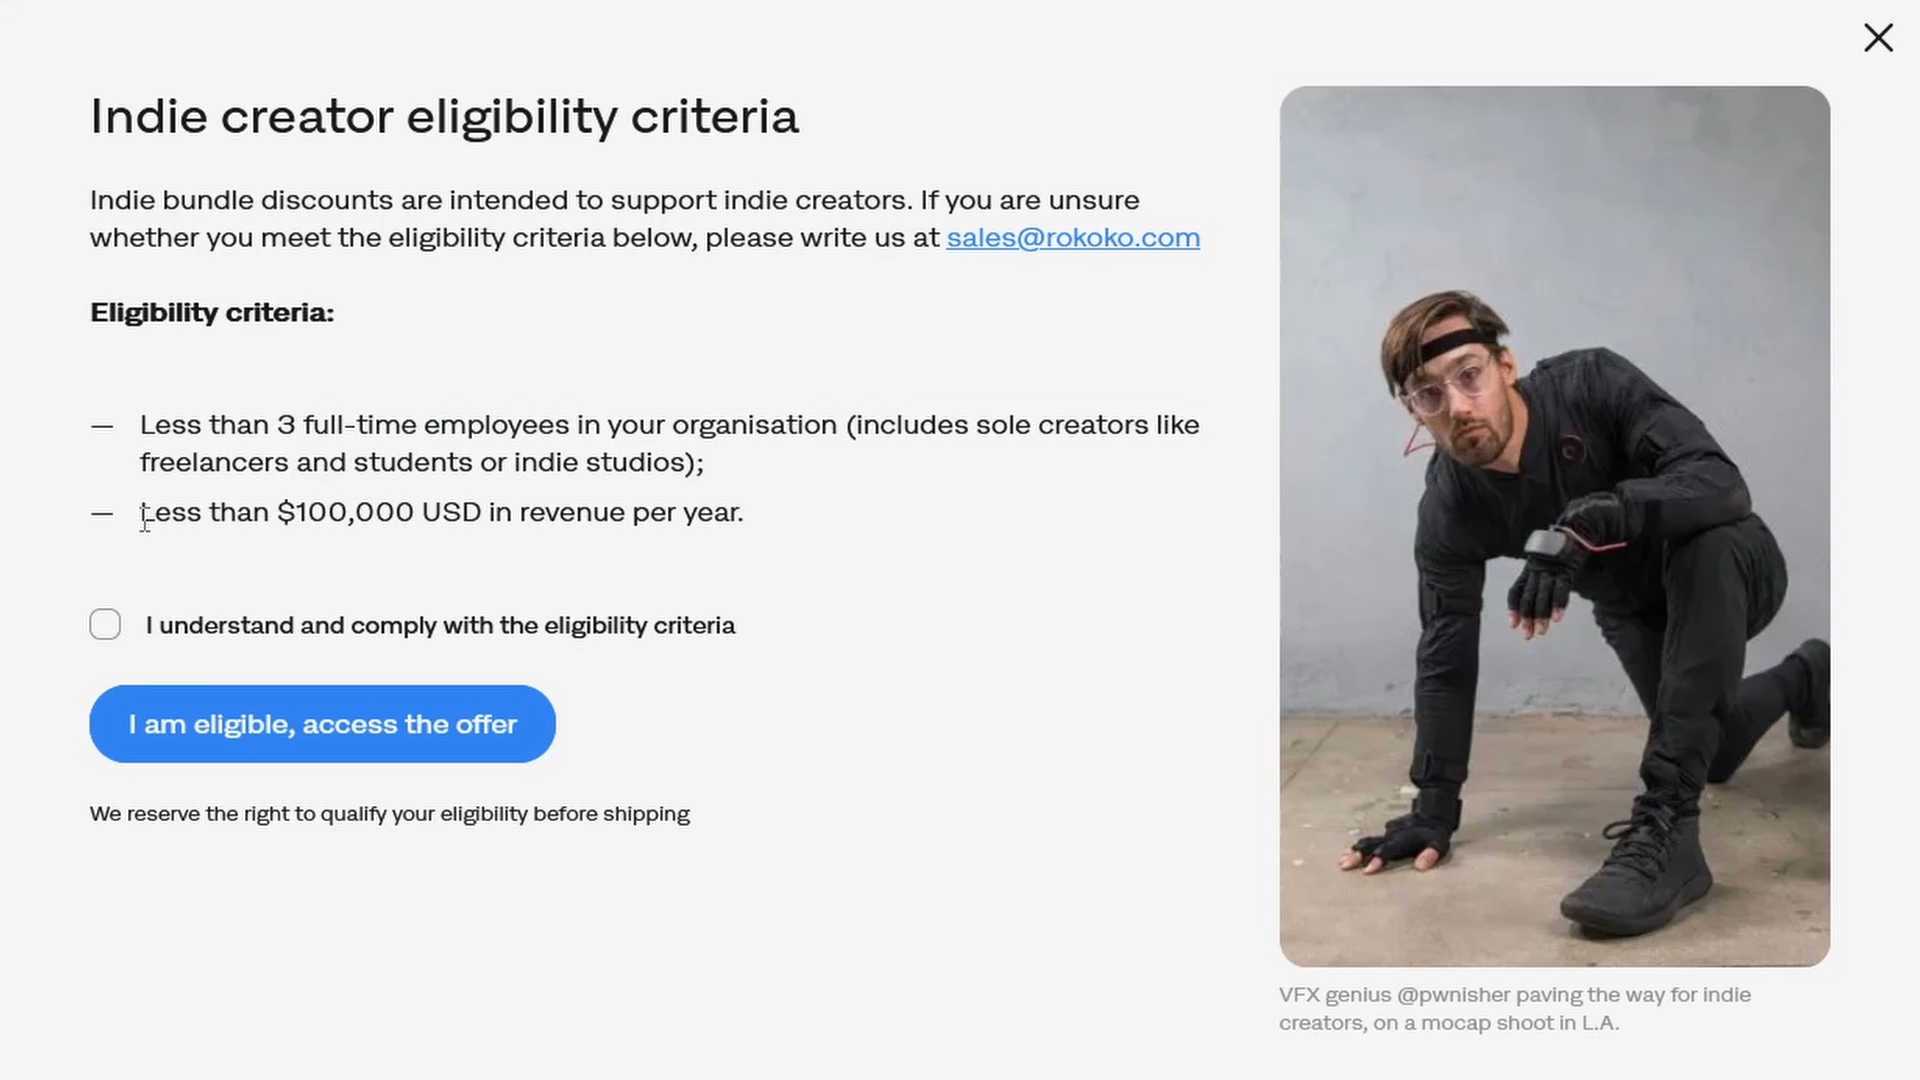 Indie creator eligibility criteria
Indie bundle discounts are intended to support indie creators. If you are unsure
whether you meet the eligibility criteria below, please write us at sales@rokoko.com
Eligibility criteria:
— Less than 3 full-time employees in your organisation (includes sole creators like
freelancers and students or indie studios);
— Less than $100,000 USD in revenue per year.
I understand and comply with the eligibility criteria
I am eligible, access the offer
We reserve the right to qualify your eligibility before shipping
VFX genius @pwnisher paving the way for indie
creators, on a mocap shoot in L.A.